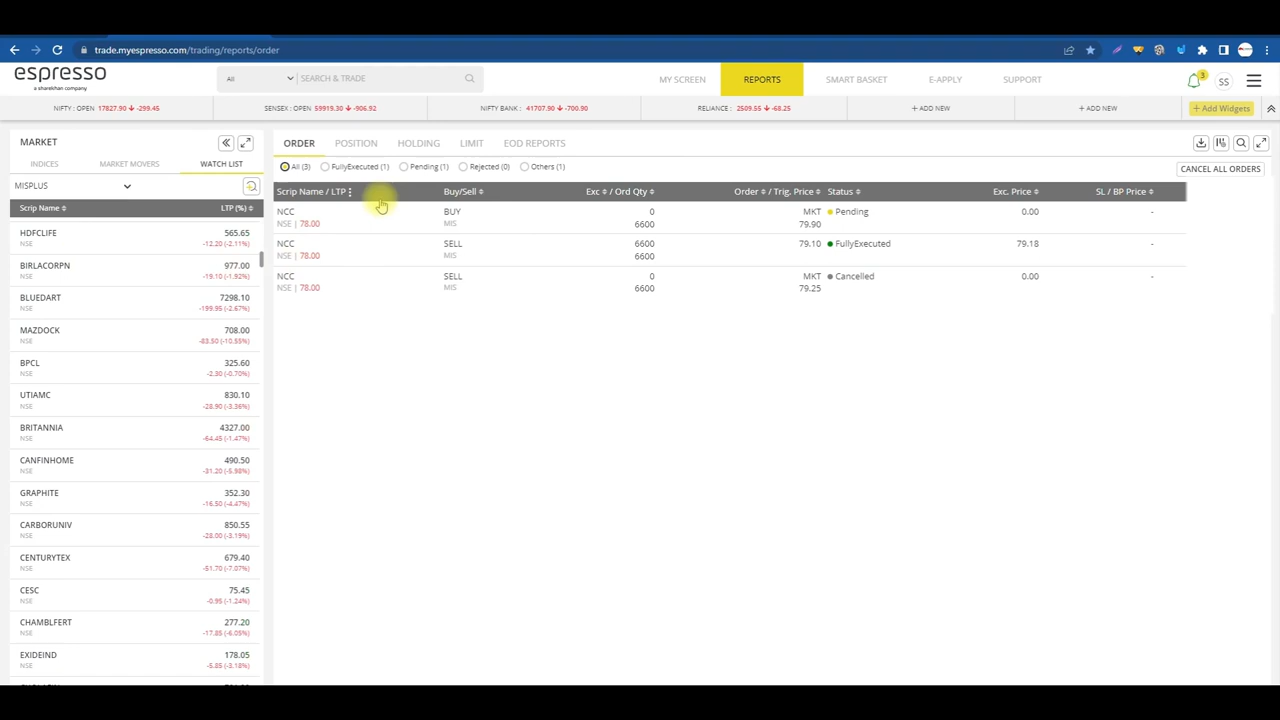 trade.myespresso.com/trading/reports/order
espresso
a sharekhan company
All
SEARCH & TRADE
MY SCREEN
REPORTS
SMART BASKET
E-APPLY
SUPPORT
3
SS
NIFTY : OPEN 17827.90 -299.45
SENSEX : OPEN 59919.30 -906.92
NIFTY BANK : 41707.90 -700.90
RELIANCE : 2509.55 -68.25
+ ADD NEW
+ ADD NEW
+ Add Widgets
MARKET
INDICES
MARKET MOVERS
WATCH LIST
MISPLUS
Scrip Name LTP (%)
HDFCLIFE 565.65
NSE -12.20 (-2.11%)
BIRLACORPN 977.00
NSE -19.10 (-1.92%)
BLUEDART 7298.10
NSE -199.95 (-2.67%)
MAZDOCK 708.00
NSE -83.50 (-10.55%)
BPCL 325.60
NSE -2.30 (-0.70%)
UTIAMC 830.10
NSE -28.90 (-3.36%)
BRITANNIA 4327.00
NSE -64.45 (-1.47%)
CANFINHOME 490.50
NSE -31.20 (-5.98%)
GRAPHITE 352.30
NSE -16.50 (-4.47%)
CARBORUNIV 850.55
NSE -28.00 (-3.19%)
CENTURYTEX 679.40
NSE -51.70 (-7.07%)
CESC 75.45
NSE -0.95 (-1.24%)
CHAMBLFERT 277.20
NSE -17.85 (-6.05%)
EXIDEIND 178.05
NSE -5.85 (-3.18%)
ORDER
POSITION
HOLDING
LIMIT
EOD REPORTS
All (3) FullyExecuted (1) Pending (1) Rejected (0) Others (1)
CANCEL ALL ORDERS
Scrip Name / LTP Buy/Sell Exc / Ord Qty Order / Trig. Price Status Exc. Price SL / BP Price
NCC BUY 0 MKT Pending 0.00 -
NSE | 78.00 MIS 6600 79.90
NCC SELL 6600 79.10 FullyExecuted 79.18 -
NSE | 78.00 MIS 6600
NCC SELL 0 MKT Cancelled 0.00 -
NSE | 78.00 MIS 6600 79.25